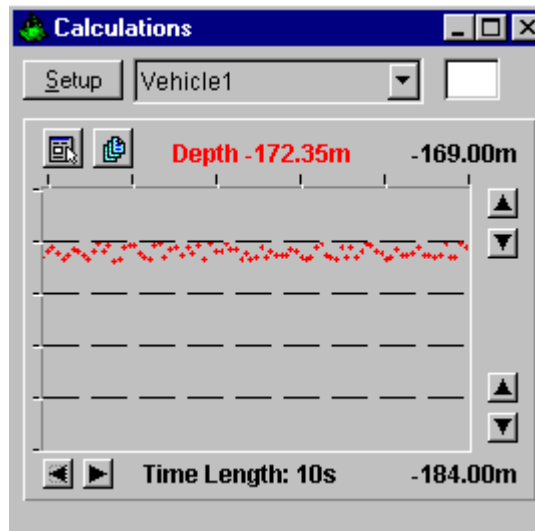 Calculations
Setup Vehicle1
Depth -172.35m -169.00m
Time Length: 10s -184.00m